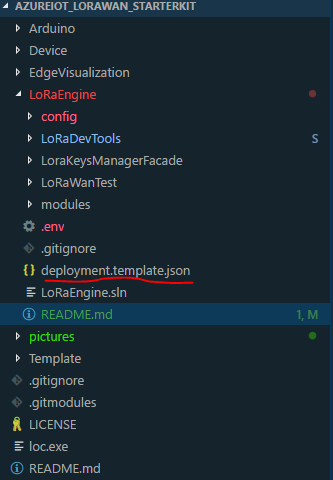 AZUREIOT_LORAWAN_STARTERKIT
Arduino
Device
EdgeVisualization
LoRaEngine
config
LoRaDevTools S
LoraKeysManagerFacade
LoRaWanTest
modules
.env
.gitignore
{ } deployment.template.json
LoRaEngine.sln
README.md 1, M
pictures
Template
.gitignore
.gitmodules
LICENSE
loc.exe
README.md